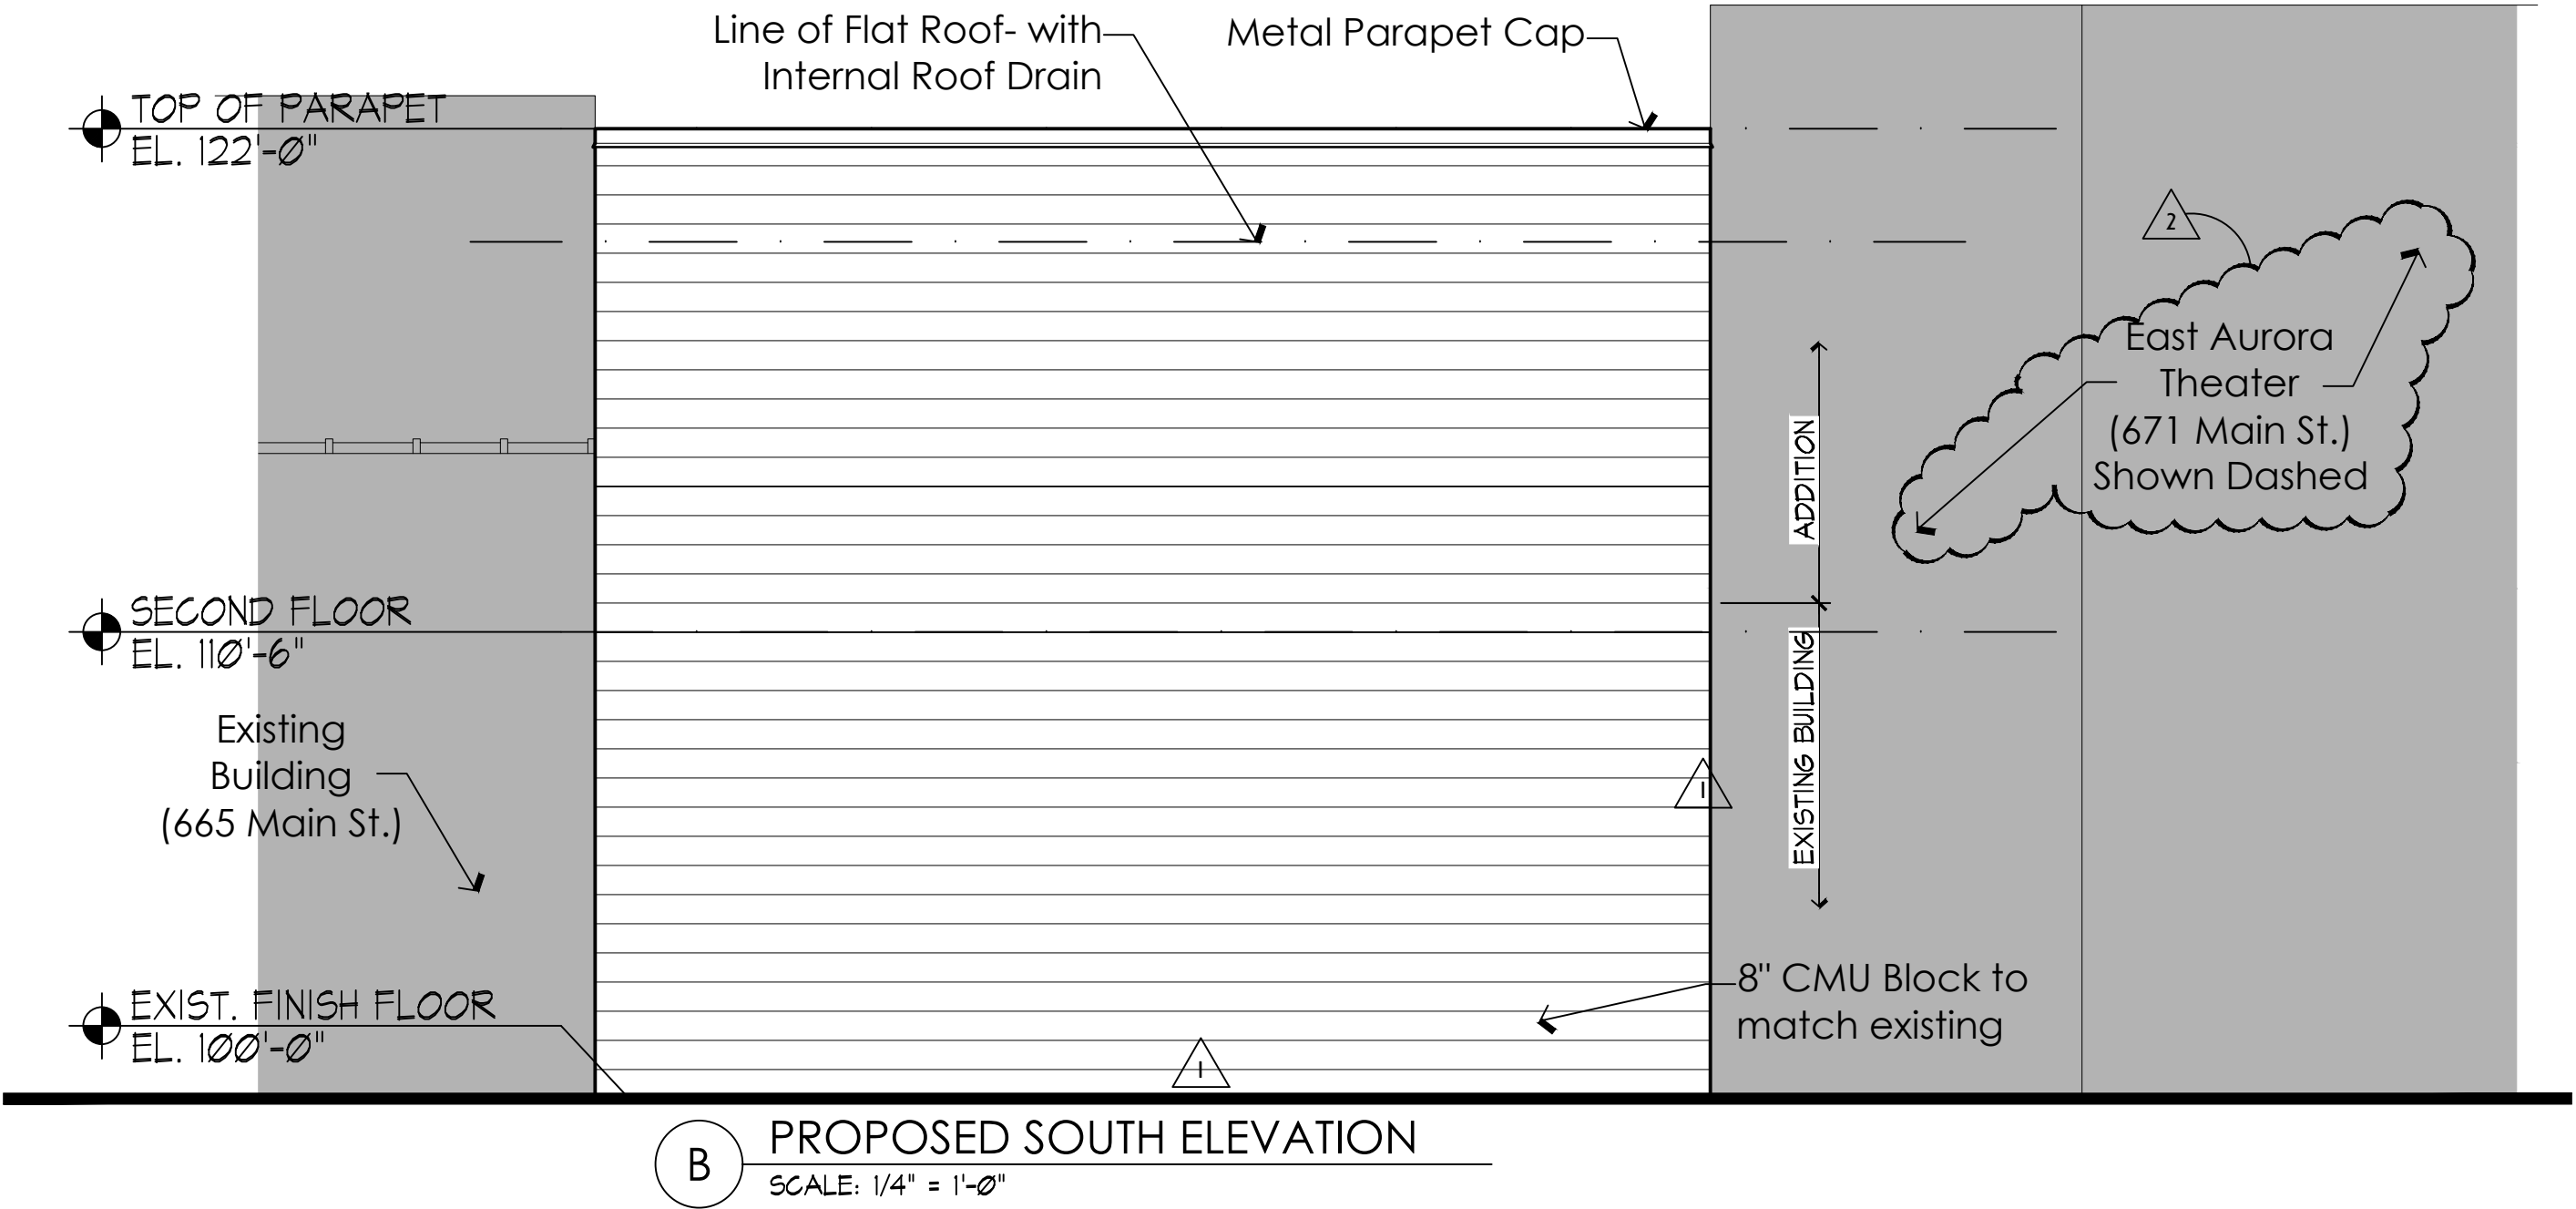 Line of Flat Roof- with
Internal Roof Drain
Metal Parapet Cap
TOP OF PARAPET
EL. 122'-0"
2
East Aurora
Theater
(671 Main St.)
Shown Dashed
ADDITION
SECOND FLOOR
EL. 110'-6"
EXISTING BUILDING
Existing
Building
(665 Main St.)
1
8" CMU Block to
match existing
EXIST. FINISH FLOOR
EL. 100'-0"
1
B
PROPOSED SOUTH ELEVATION
SCALE: 1/4" = 1'-0"